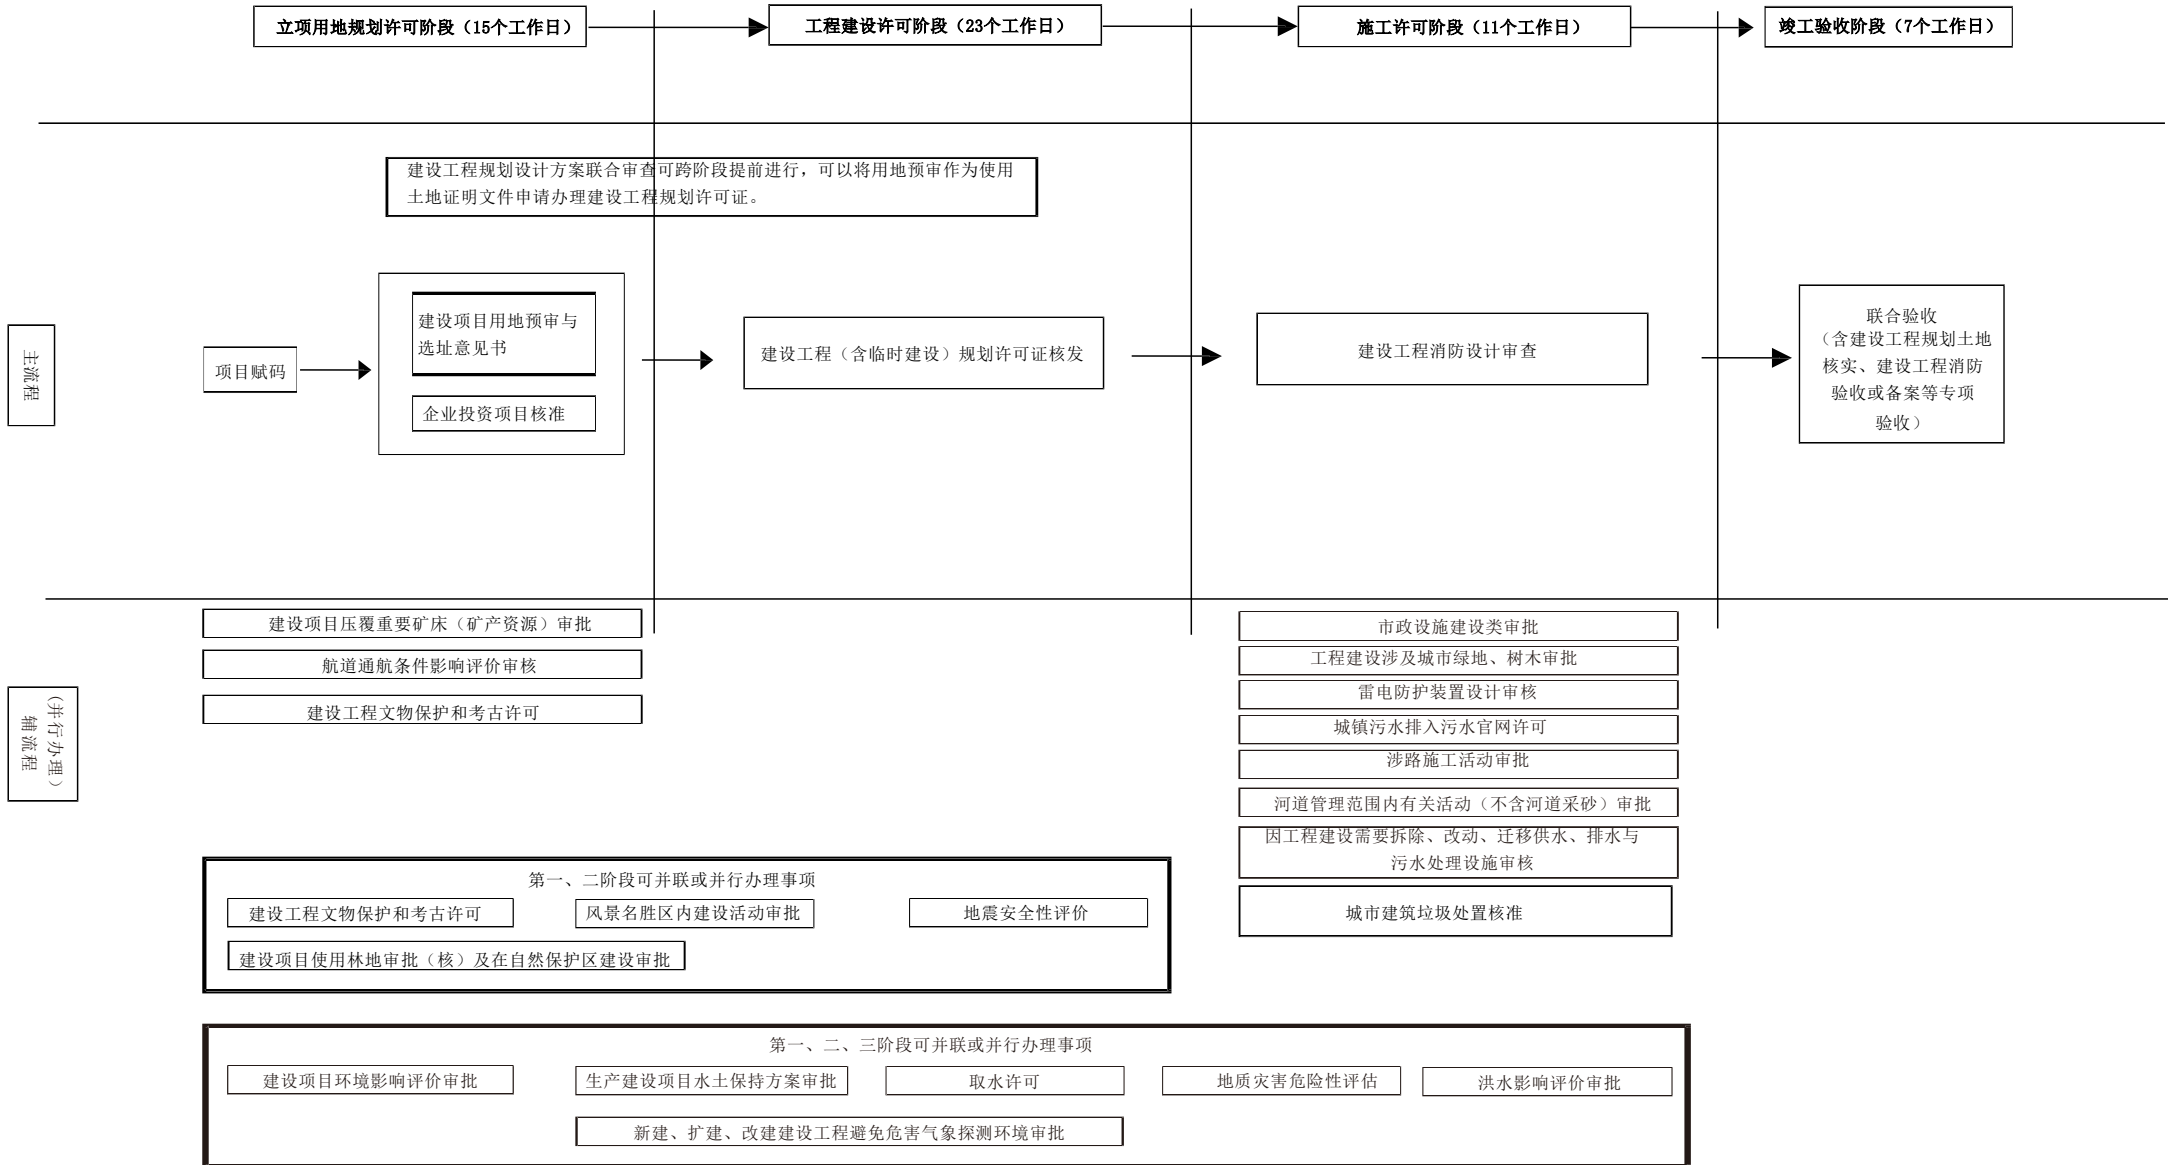 立项用地规划许可阶段（15个工作日）
工程建设许可阶段（23个工作日）
施工许可阶段（11个工作日）
竣工验收阶段（7个工作日）
建设工程规划设计方案联合审查可跨阶段提前进行，可以将用地预审作为使用
土地证明文件申请办理建设工程规划许可证。
主流程
项目赋码
建设项目用地预审与
选址意见书
企业投资项目核准
建设工程（含临时建设）规划许可证核发
建设工程消防设计审查
联合验收
（含建设工程规划土地
核实、建设工程消防
验收或备案等专项
验收）
（并行办理）
辅流程
建设项目压覆重要矿床（矿产资源）审批
航道通航条件影响评价审核
建设工程文物保护和考古许可
市政设施建设类审批
工程建设涉及城市绿地、树木审批
雷电防护装置设计审核
城镇污水排入污水官网许可
涉路施工活动审批
河道管理范围内有关活动（不含河道采砂）审批
因工程建设需要拆除、改动、迁移供水、排水与
污水处理设施审核
城市建筑垃圾处置核准
第一、二阶段可并联或并行办理事项
建设工程文物保护和考古许可
风景名胜区内建设活动审批
地震安全性评价
建设项目使用林地审批（核）及在自然保护区建设审批
第一、二、三阶段可并联或并行办理事项
建设项目环境影响评价审批
生产建设项目水土保持方案审批
取水许可
地质灾害危险性评估
洪水影响评价审批
新建、扩建、改建建设工程避免危害气象探测环境审批